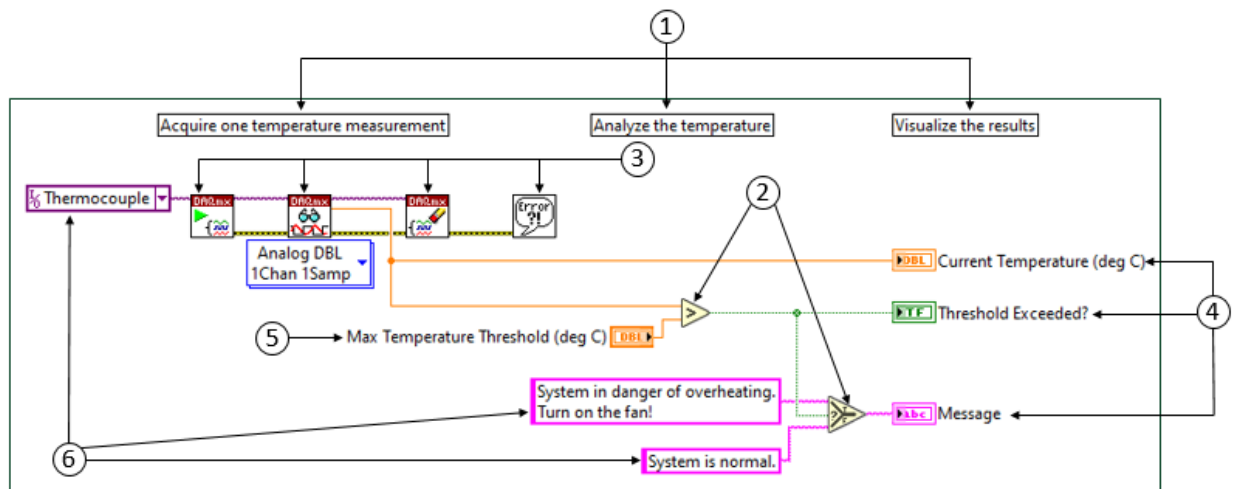 1
Acquire one temperature measurement
Analyze the temperature
Visualize the results
3
2
I/O Thermocouple
DAQmx
DAQmx
DAQmx
Error
?!
Analog DBL
1Chan 1Samp
DBL
Current Temperature (deg C)
>
TF
Threshold Exceeded?
4
5
Max Temperature Threshold (deg C)
DBL
System in danger of overheating.
Turn on the fan!
?
abc
Message
6
System is normal.